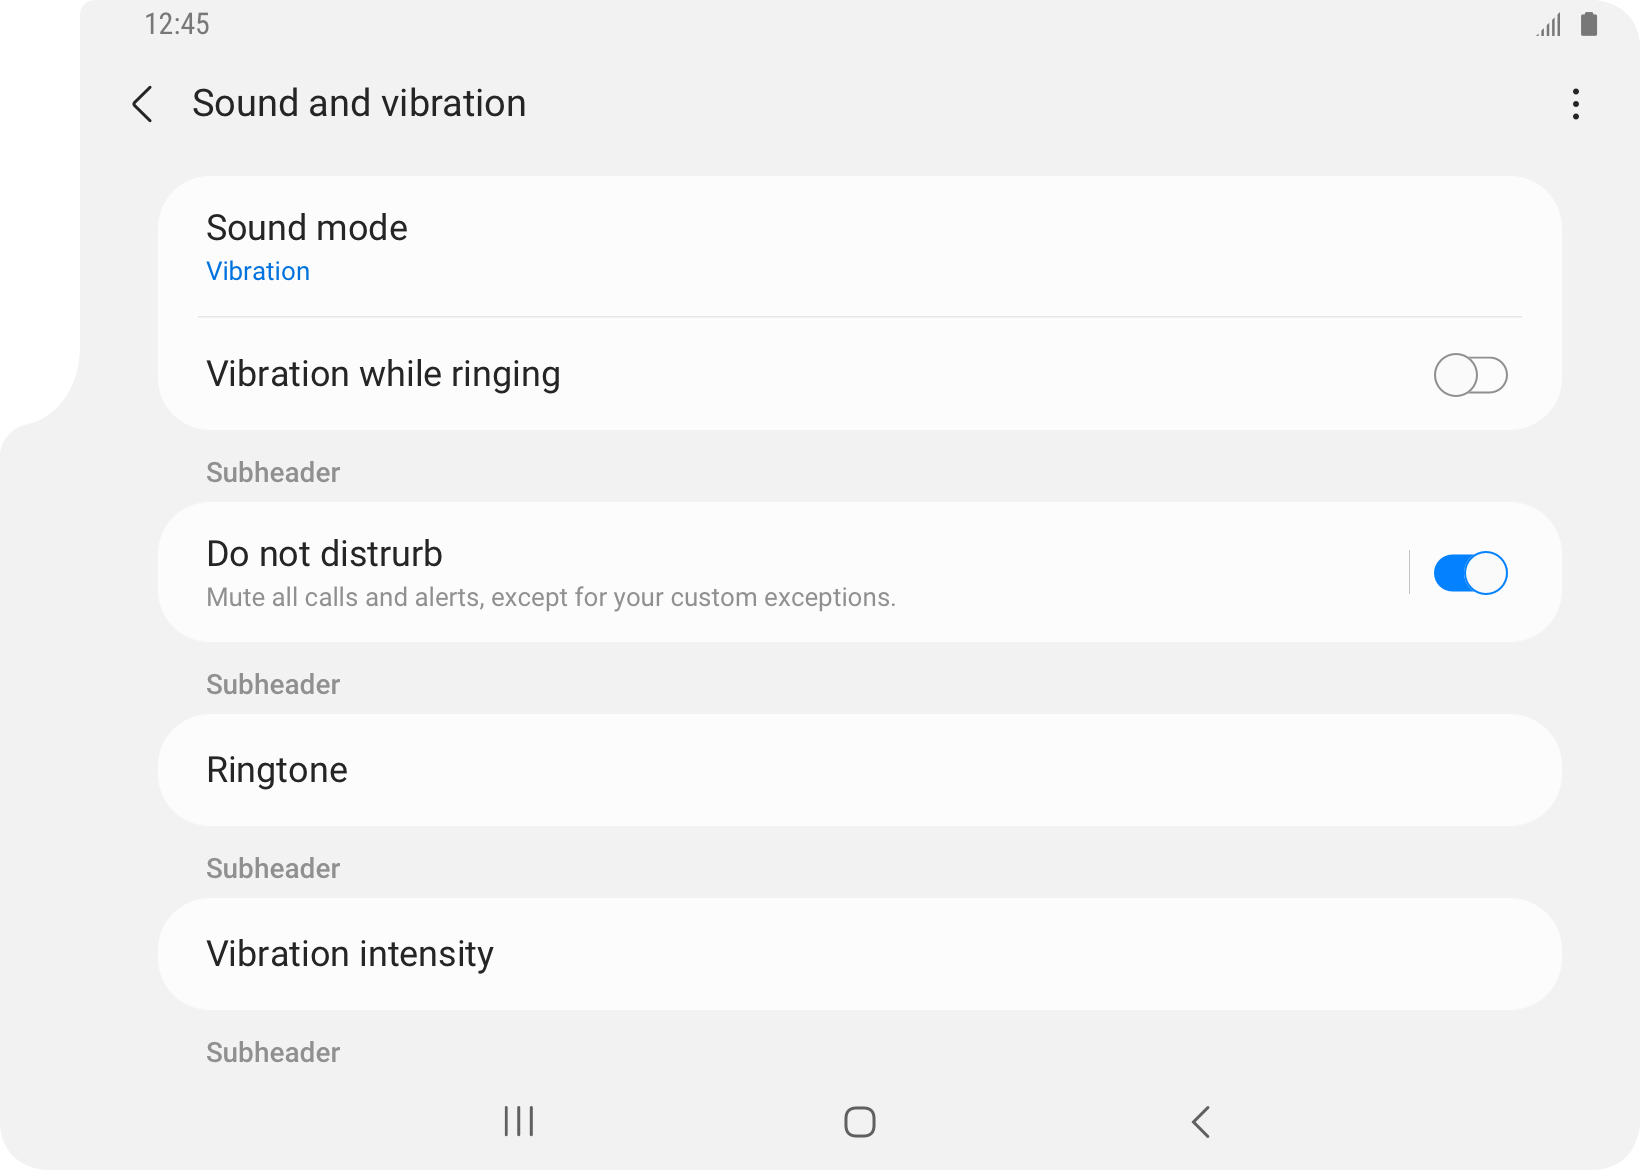 12:45
Sound and vibration
Sound mode
Vibration
Vibration while ringing
Subheader
Do not distrurb
Mute all calls and alerts, except for your custom exceptions.
Subheader
Ringtone
Subheader
Vibration intensity
Subheader